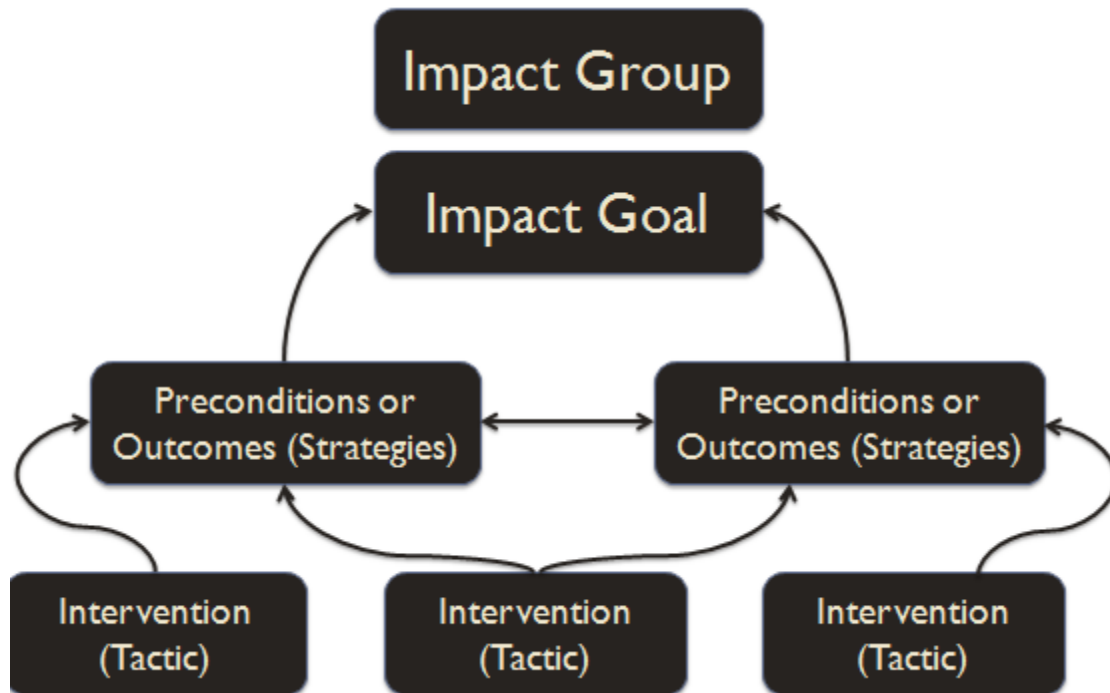 Impact Group
Impact Goal
Preconditions or
Outcomes (Strategies)
Preconditions or
Outcomes (Strategies)
Intervention
(Tactic)
Intervention
(Tactic)
Intervention
(Tactic)